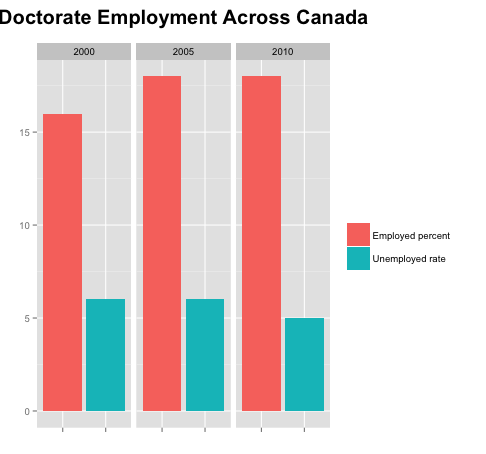 Doctorate Employment Across Canada
2000 2005 2010
15
10
5
0
Employed percent
Unemployed rate